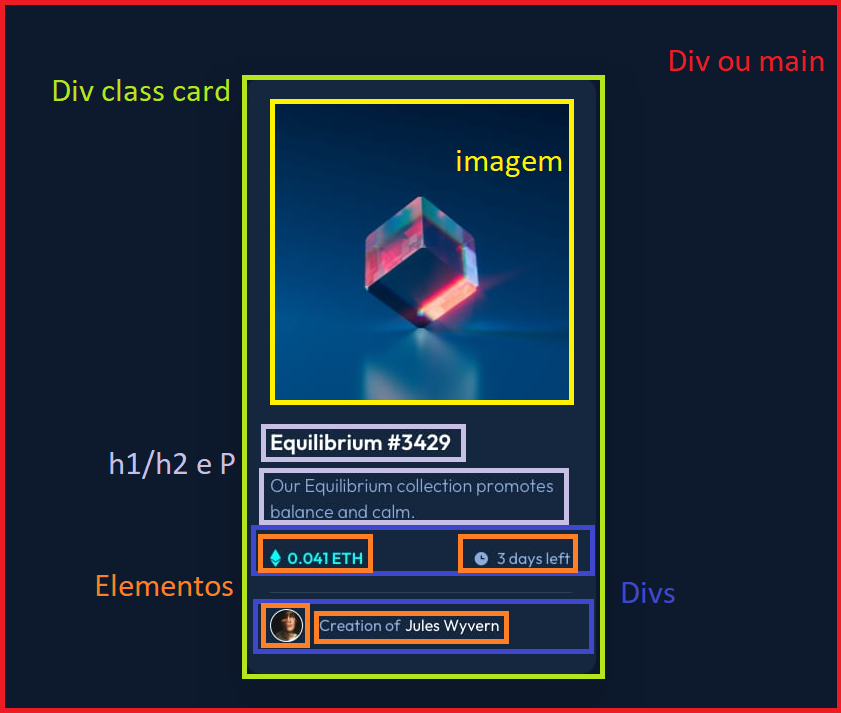 Div ou main
Div class card
imagem
h1/h2 e P
Equilibrium #3429
Our Equilibrium collection promotes
balance and calm.
0.041 ETH
3 days left
Elementos
Divs
Creation of Jules Wyvern